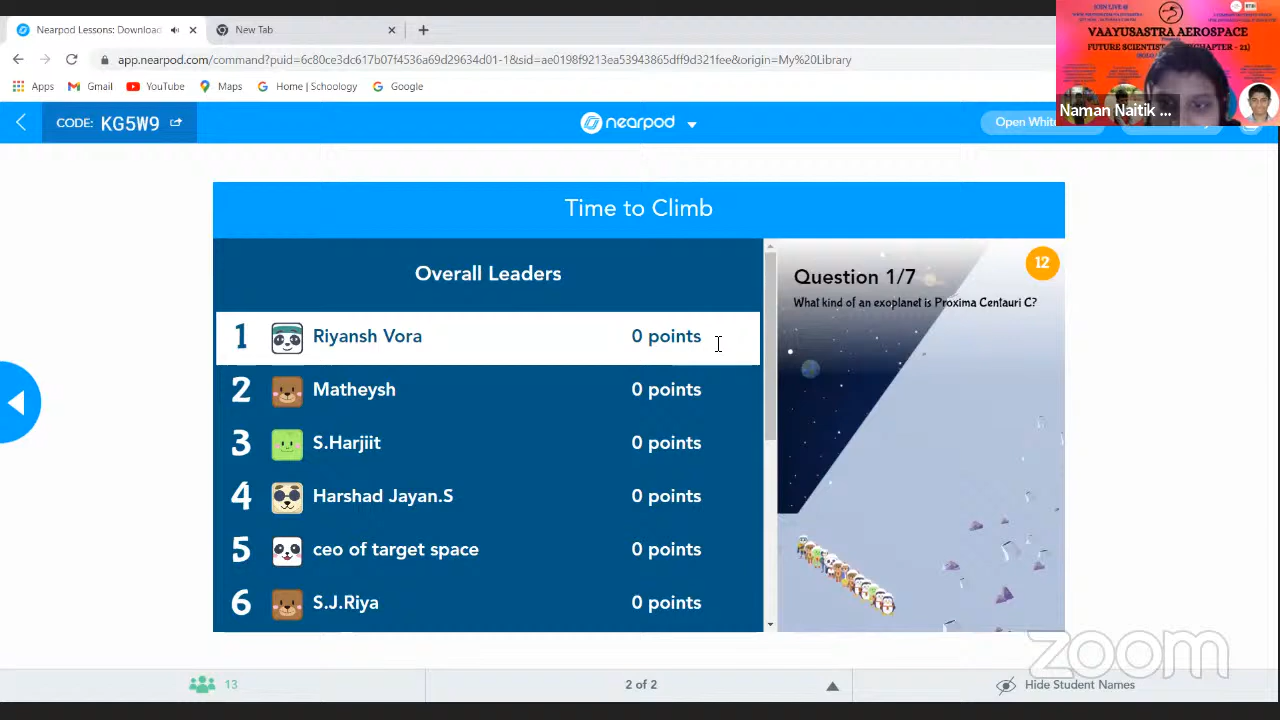 Nearpod Lessons: Download
New Tab
app.nearpod.com/command?puid=6c80ce3dc617b07f4586a69da2c4d011-1&sid=ae0198f9213ea53943865dff9d327fec&origin=My%20Library
Apps
Gmail
YouTube
Maps
Home | Schoology
Google
VAAYUSASTRA AEROSPACE
Naman Naitik ...
CODE: KG5W9
nearpod
Open Whit
Time to Climb
Overall Leaders
1 Riyansh Vora 0 points
2 Matheysh 0 points
3 S.Harjiit 0 points
4 Harshad Jayan.S 0 points
5 ceo of target space 0 points
6 S.J.Riya 0 points
Question 1/7
12
What kind of an exoplanet is Proxima Centauri C?
zoom
13
2 of 2
Hide Student Names